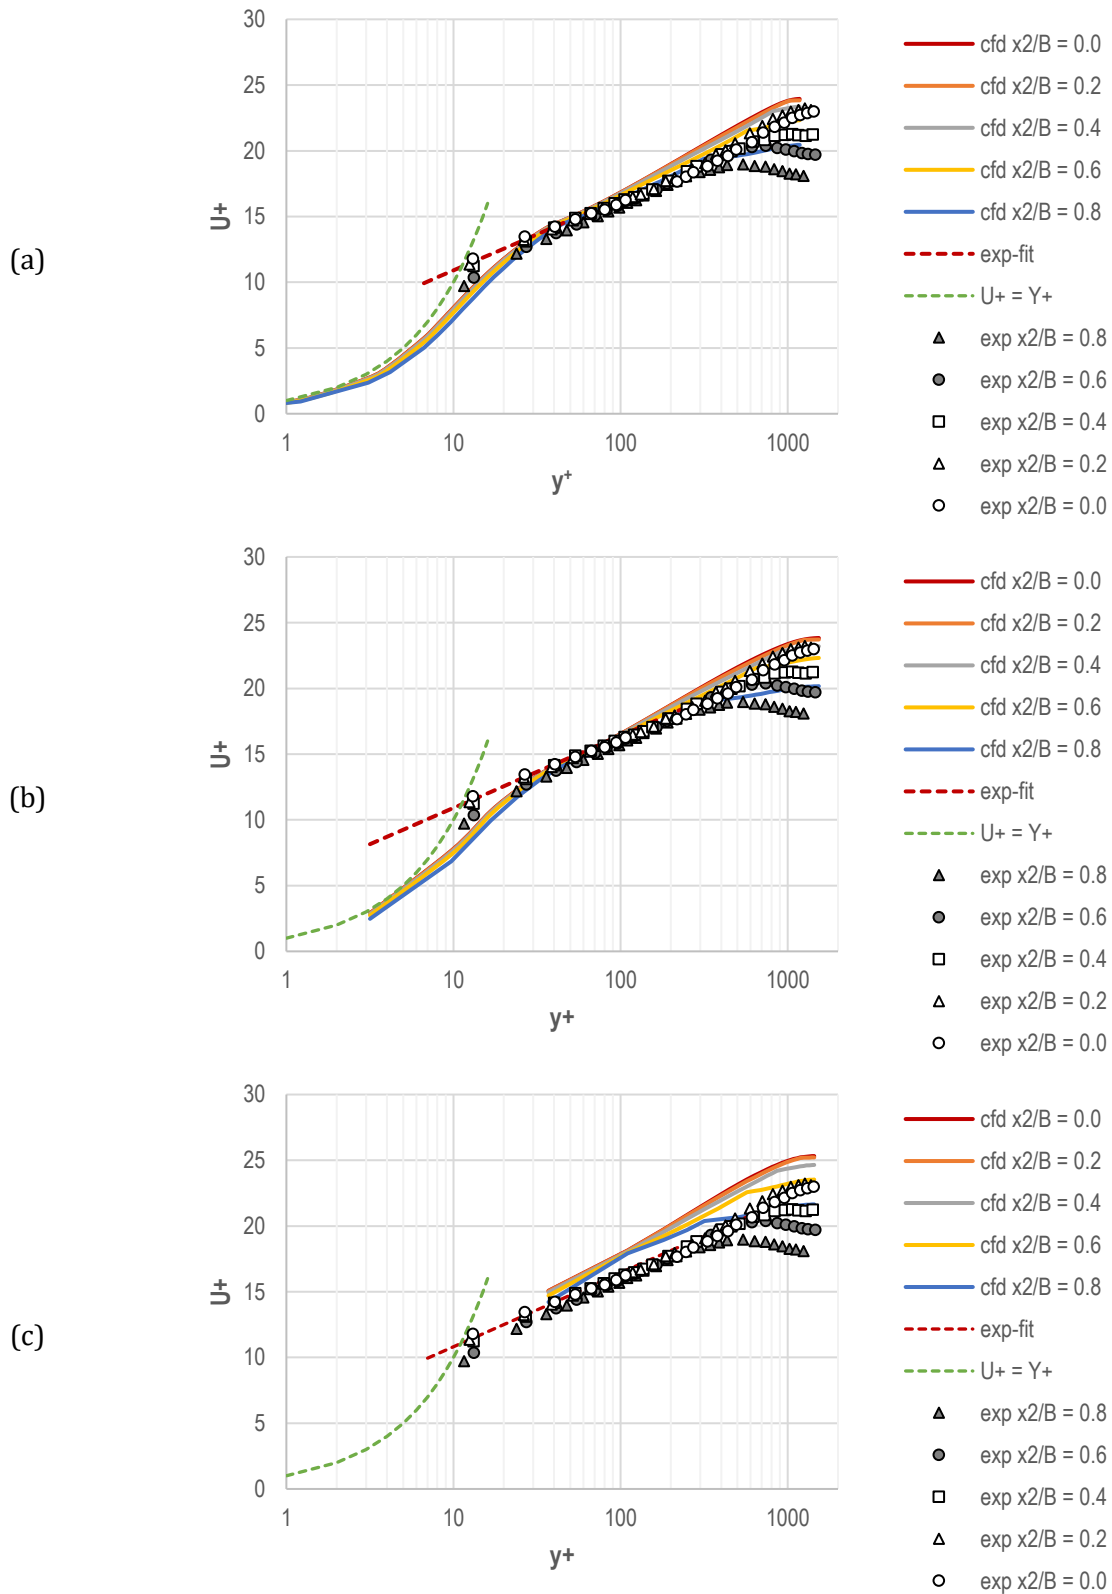 (a)
U+
30
25
20
15
10
5
0
1 10 100 1000
y+
cfd x2/B = 0.0
cfd x2/B = 0.2
cfd x2/B = 0.4
cfd x2/B = 0.6
cfd x2/B = 0.8
exp-fit
U+ = Y+
exp x2/B = 0.8
exp x2/B = 0.6
exp x2/B = 0.4
exp x2/B = 0.2
exp x2/B = 0.0
(b)
U+
30
25
20
15
10
5
0
1 10 100 1000
y+
cfd x2/B = 0.0
cfd x2/B = 0.2
cfd x2/B = 0.4
cfd x2/B = 0.6
cfd x2/B = 0.8
exp-fit
U+ = Y+
exp x2/B = 0.8
exp x2/B = 0.6
exp x2/B = 0.4
exp x2/B = 0.2
exp x2/B = 0.0
(c)
U+
30
25
20
15
10
5
0
1 10 100 1000
y+
cfd x2/B = 0.0
cfd x2/B = 0.2
cfd x2/B = 0.4
cfd x2/B = 0.6
cfd x2/B = 0.8
exp-fit
U+ = Y+
exp x2/B = 0.8
exp x2/B = 0.6
exp x2/B = 0.4
exp x2/B = 0.2
exp x2/B = 0.0